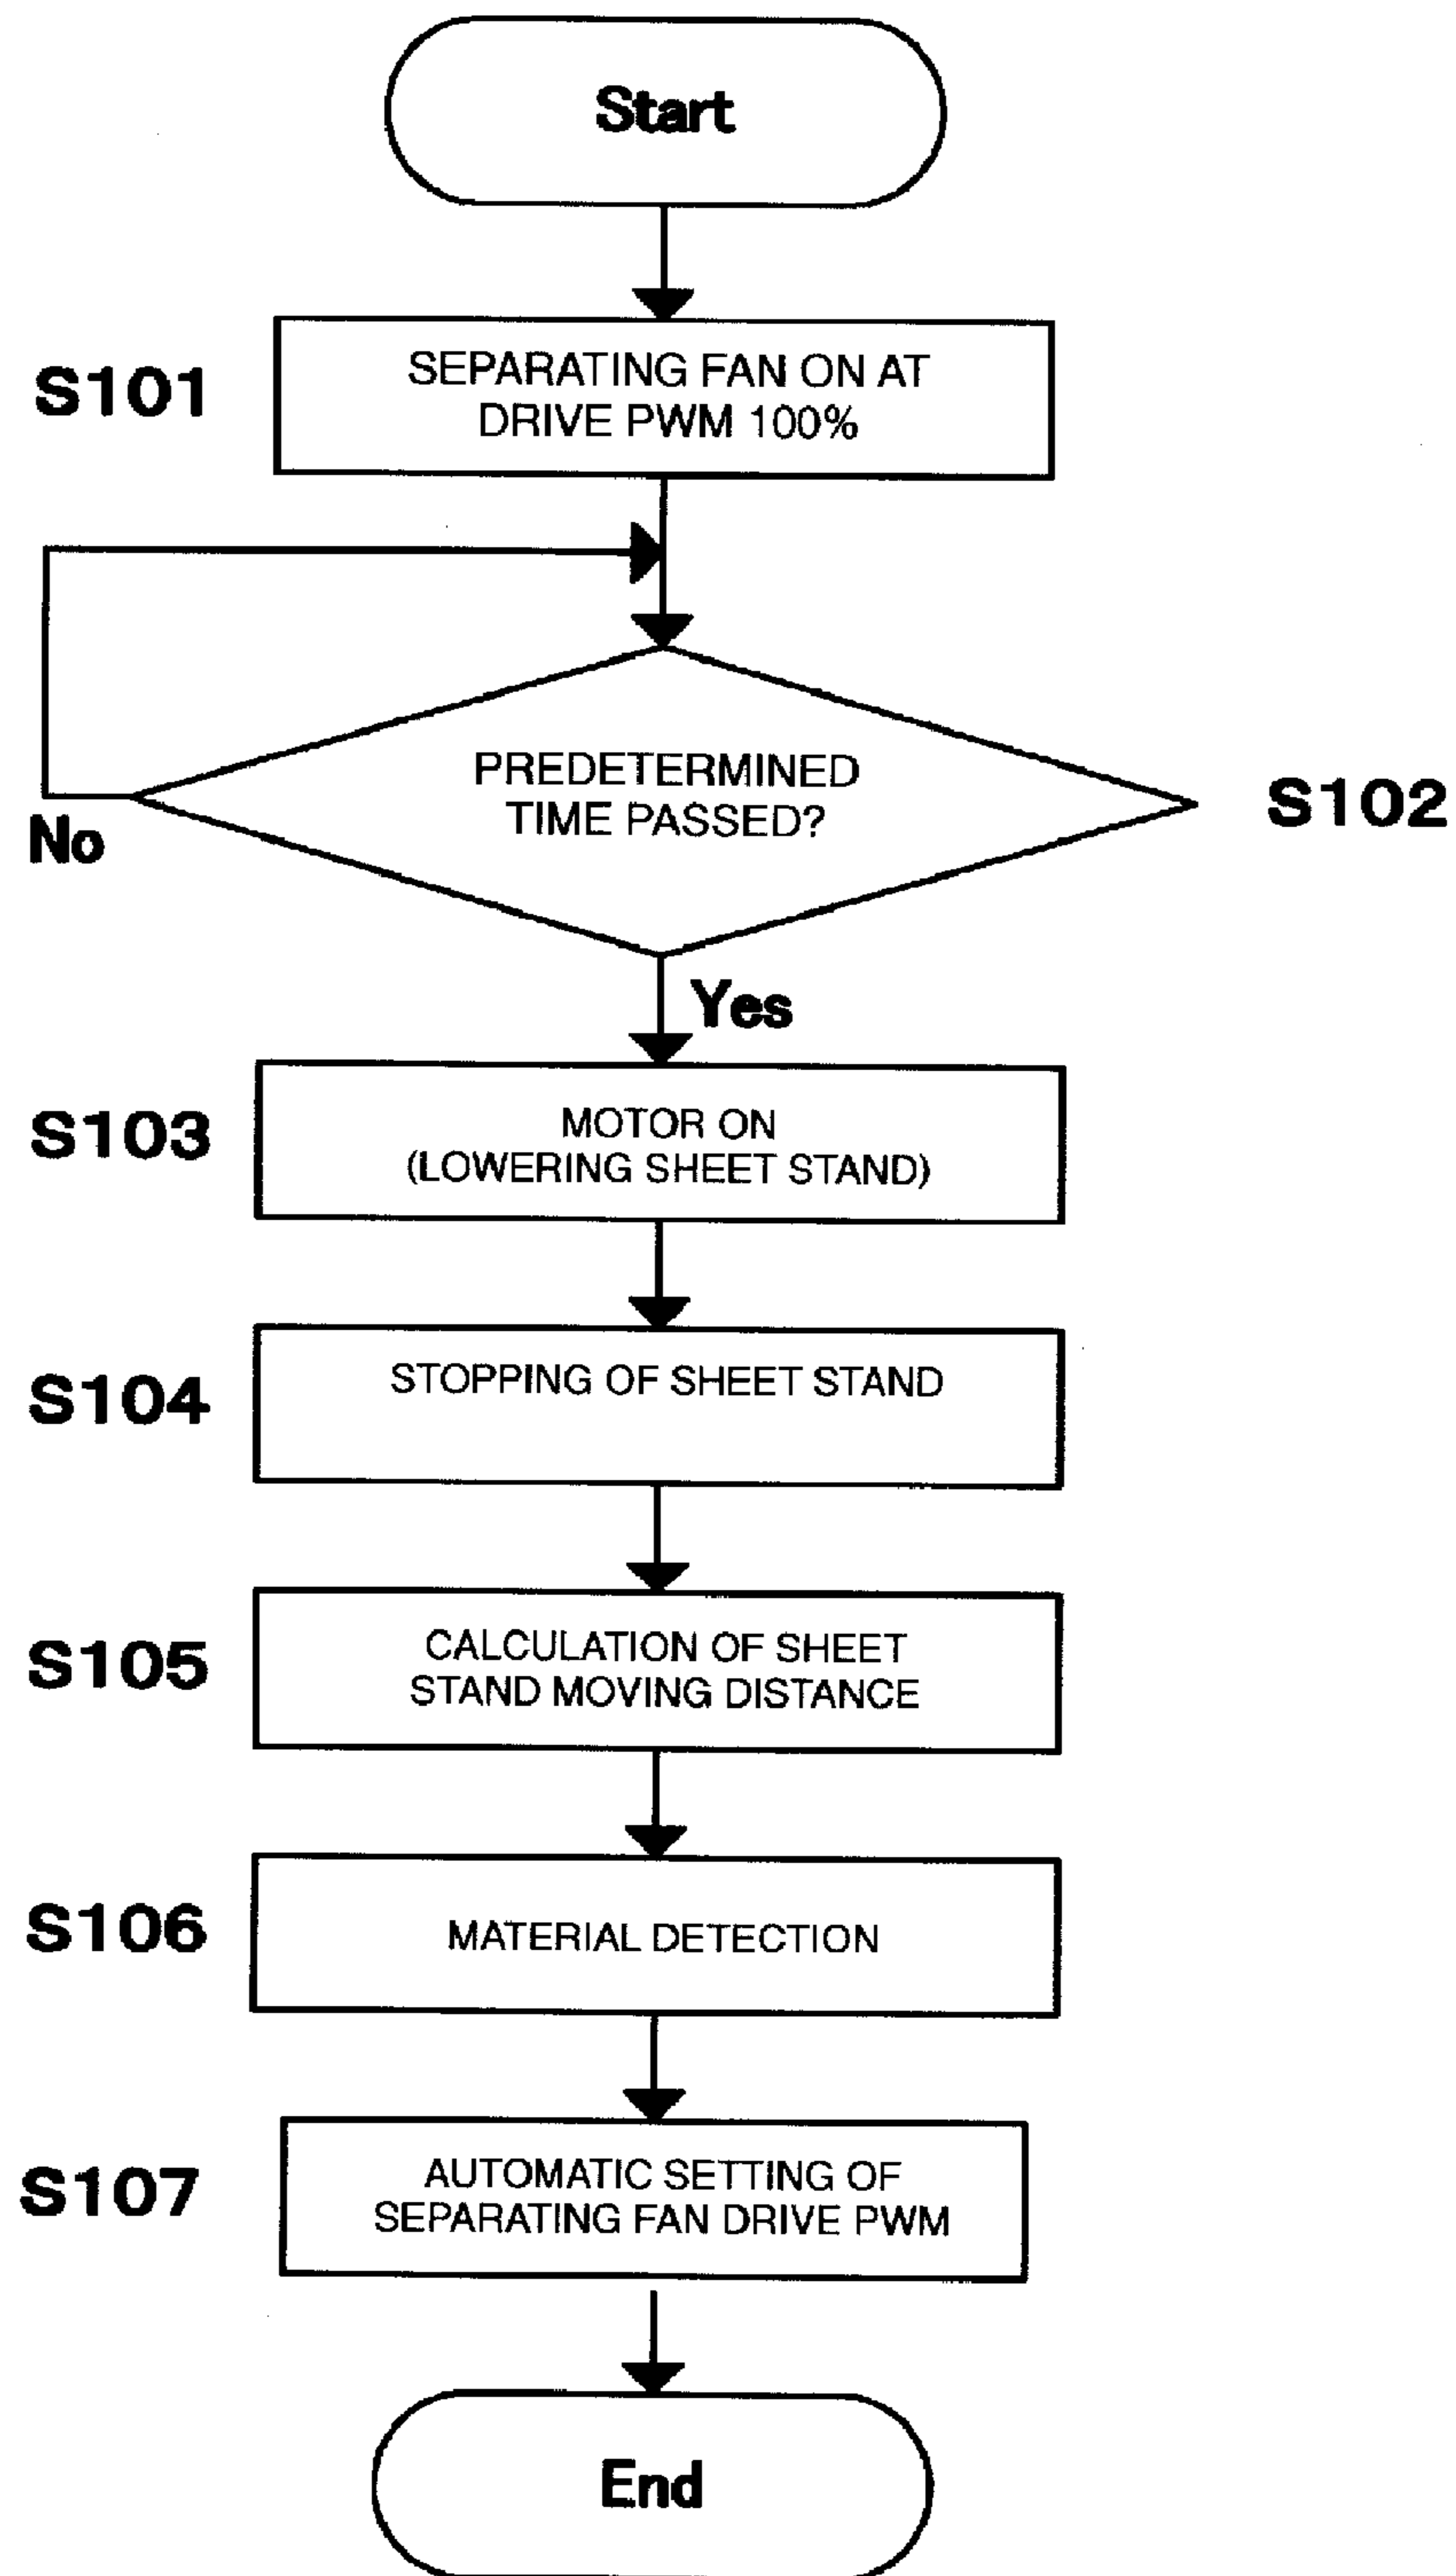 Start
S101
SEPARATING FAN ON AT
DRIVE PWM 100%
PREDETERMINED
TIME PASSED?
S102
No
Yes
S103
MOTOR ON
(LOWERING SHEET STAND)
S104
STOPPING OF SHEET STAND
S105
CALCULATION OF SHEET
STAND MOVING DISTANCE
S106
MATERIAL DETECTION
S107
AUTOMATIC SETTING OF
SEPARATING FAN DRIVE PWM
End